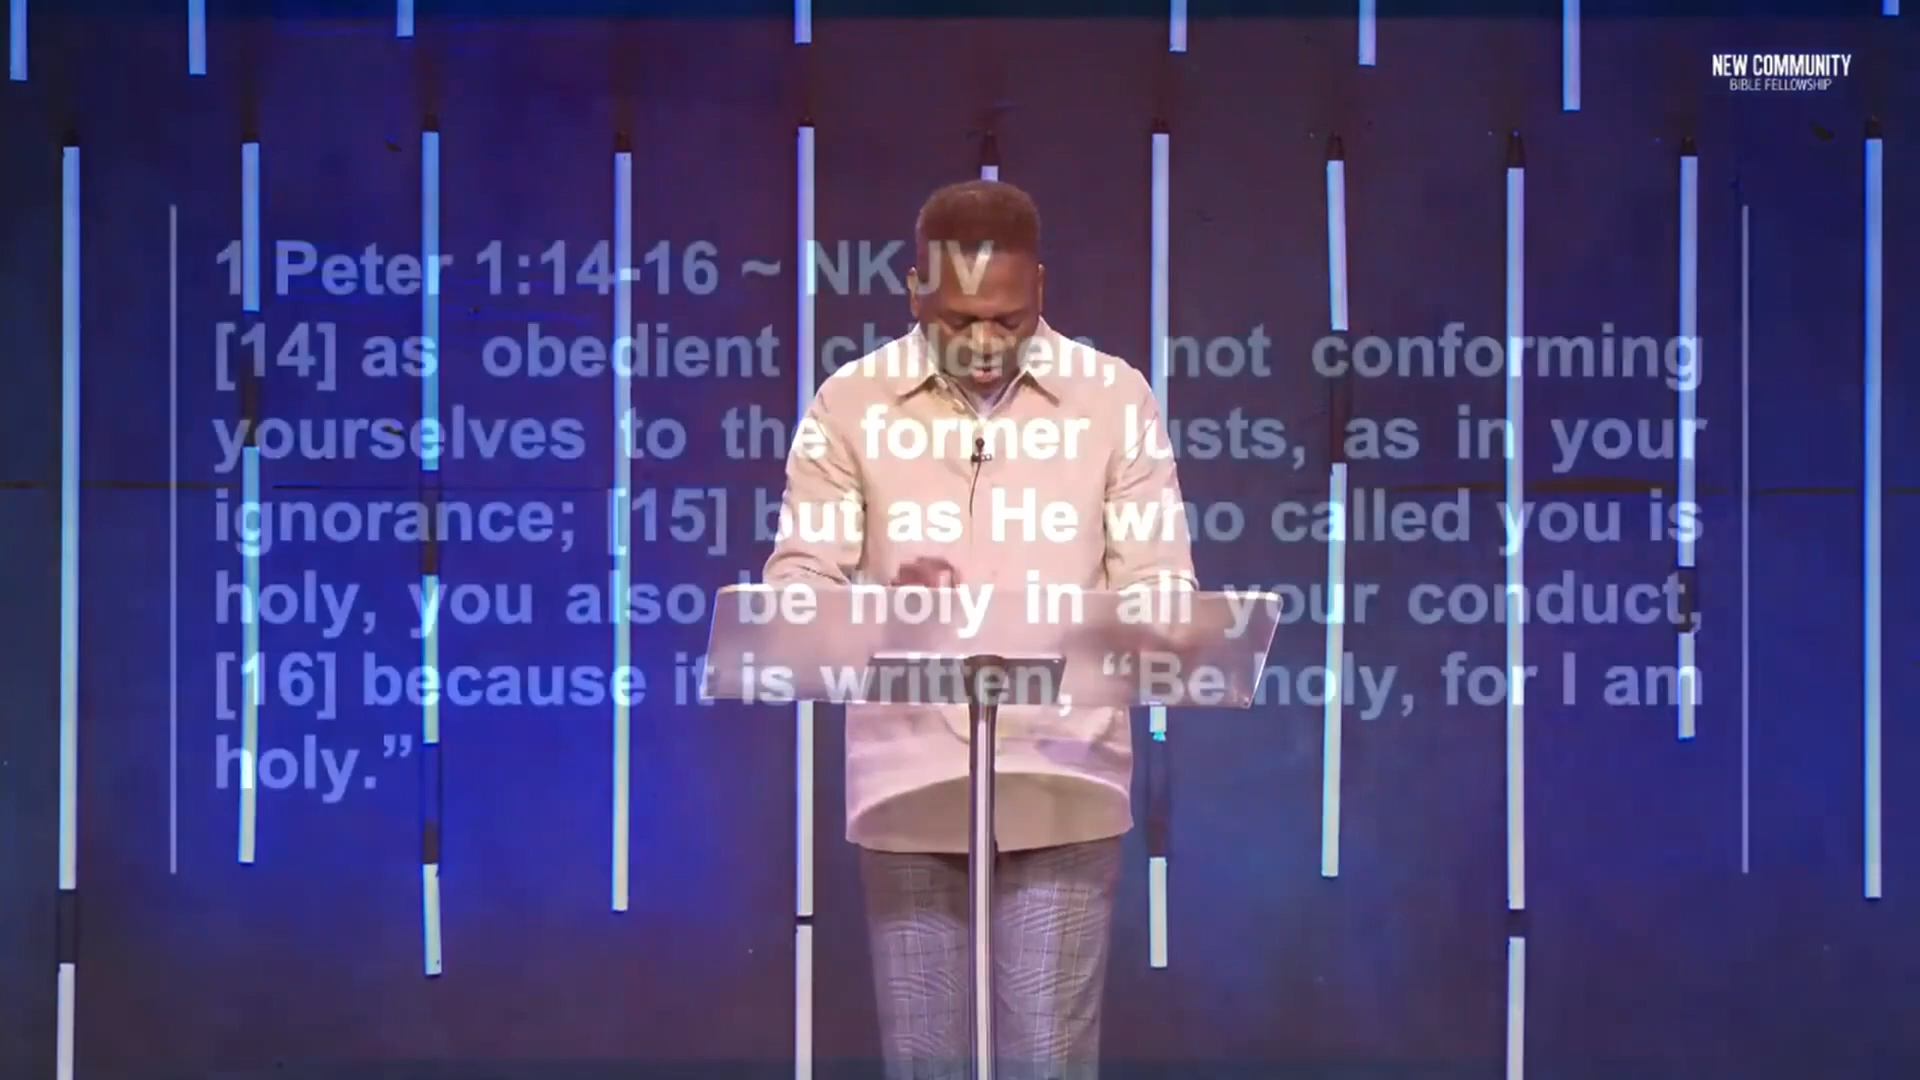 NEW COMMUNITY
BIBLE FELLOWSHIP
1 Peter 1:14-16 ~ NKJV
[14] as obedient children, not conforming
yourselves to the former lusts, as in your
ignorance; [15] but as He who called you is
holy, you also be holy in all your conduct,
[16] because it is written, “Be holy, for I am
holy.”